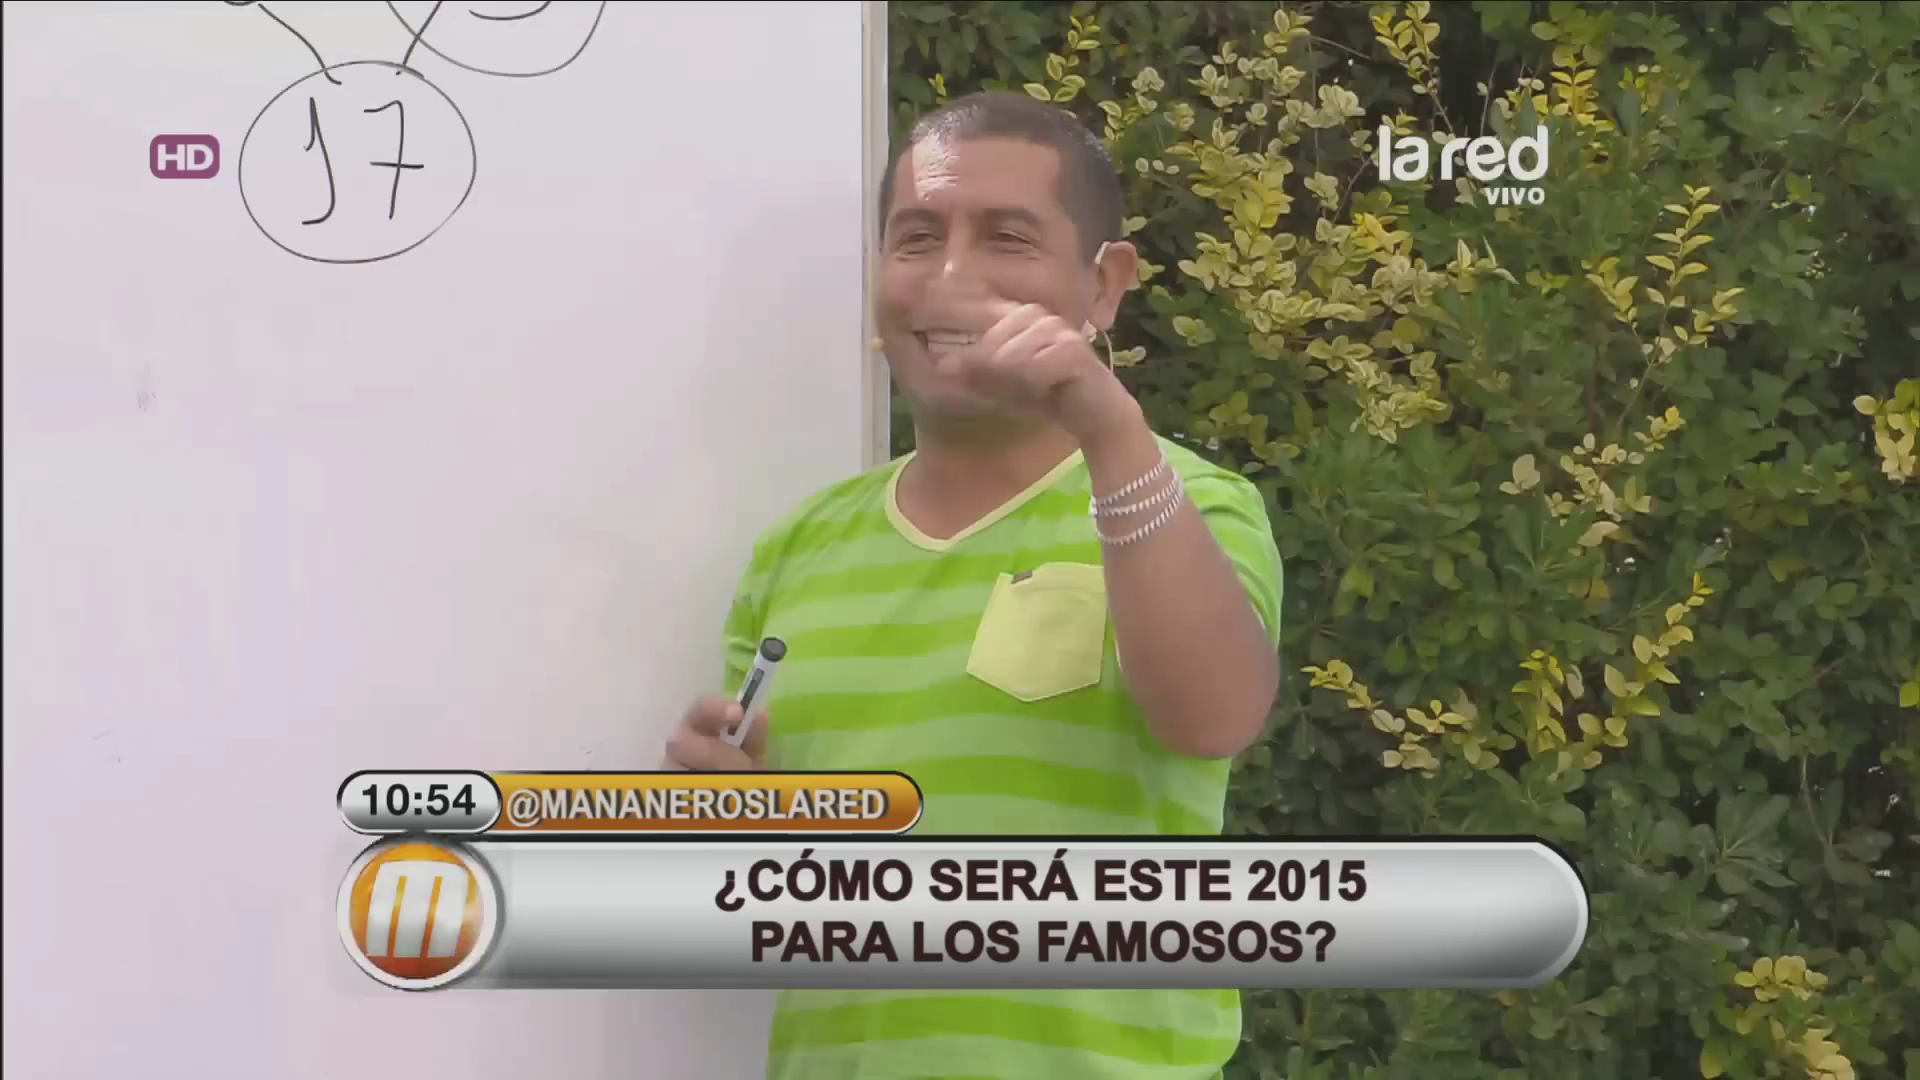 17
HD
la red
VIVO
10:54 @MANANEROSLARED
m
¿CÓMO SERÁ ESTE 2015
PARA LOS FAMOSOS?